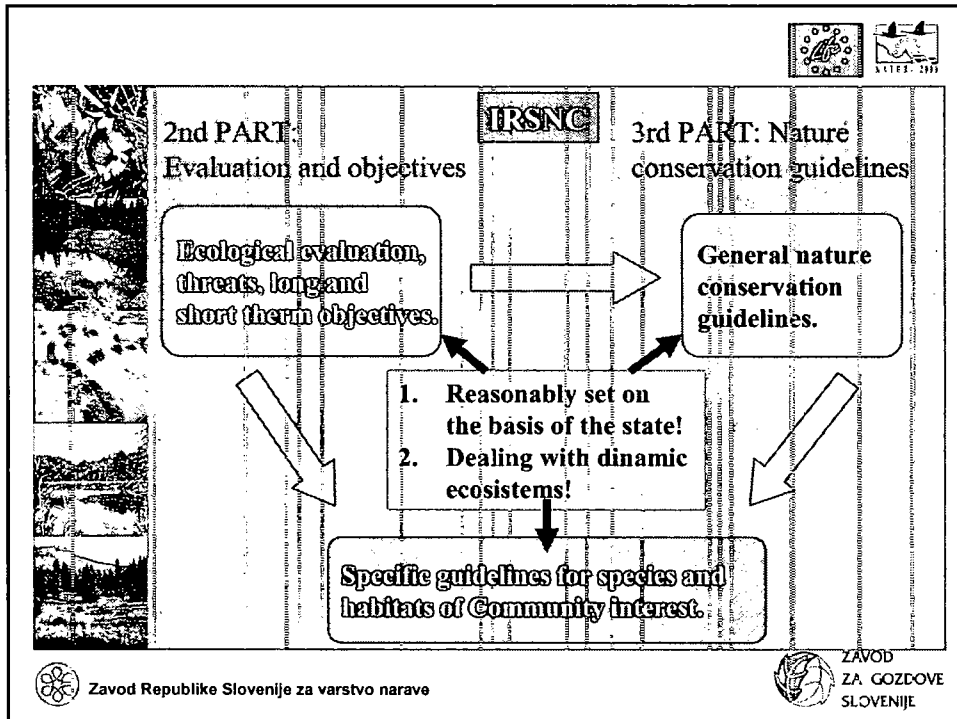 NATURA 2000
IRSNC
2nd PART:
Evaluation and objectives
3rd PART: Nature
conservation guidelines
Ecological evaluation,
threats, long and
short therm objectives.
General nature
conservation
guidelines.
1. Reasonably set on
the basis of the state!
2. Dealing with dinamic
ecosistems!
Specific guidelines for species and
habitats of Community interest.
Zavod Republike Slovenije za varstvo narave
ZAVOD
ZA GOZDOVE
SLOVENIJE